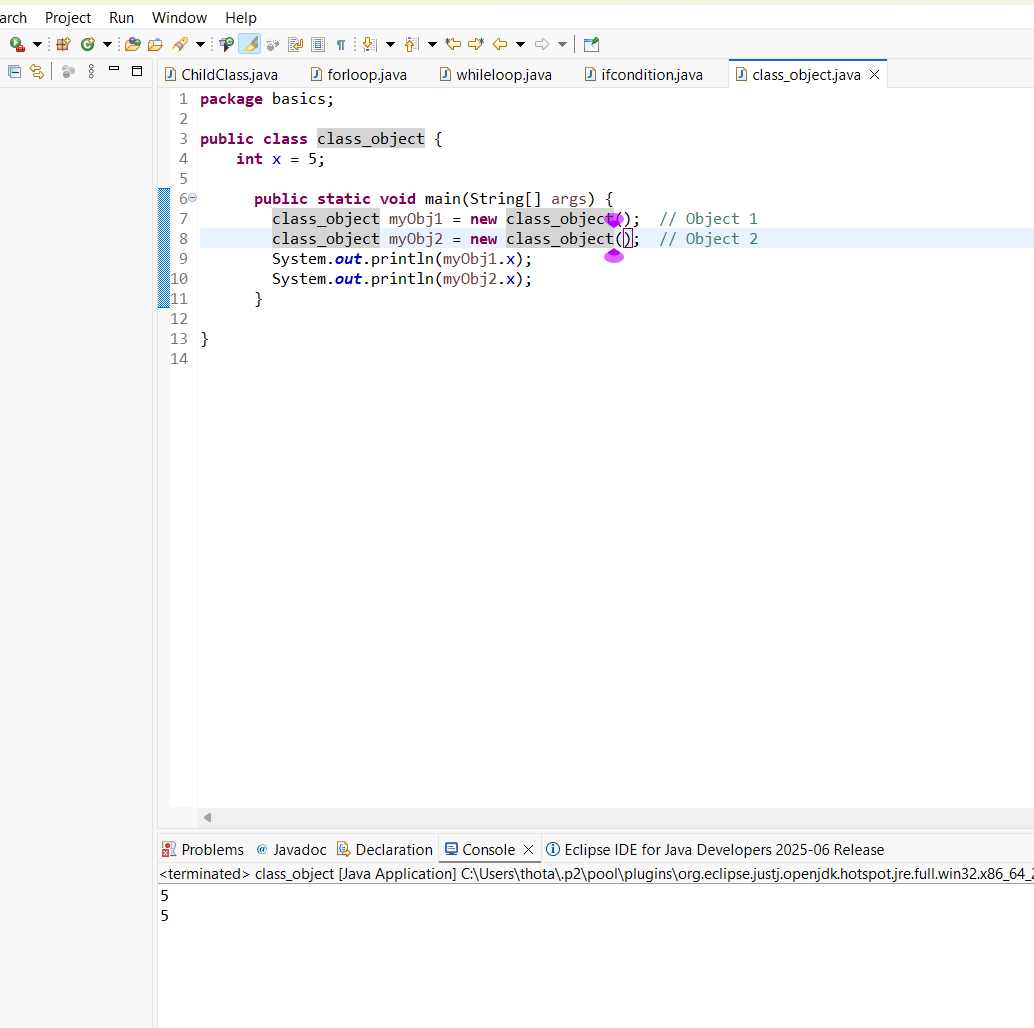 arch Project Run Window Help
ChildClass.java forloop.java whileloop.java ifcondition.java class_object.java
1 package basics;
2
3 public class class_object {
4     int x = 5;
5
6       public static void main(String[] args) {
7         class_object myObj1 = new class_object();  // Object 1
8         class_object myObj2 = new class_object();  // Object 2
9         System.out.println(myObj1.x);
10         System.out.println(myObj2.x);
11       }
12
13 }
14
Problems @ Javadoc Declaration Console Eclipse IDE for Java Developers 2025-06 Release
<terminated> class_object [Java Application] C:\Users\thota\.p2\pool\plugins\org.eclipse.justj.openjdk.hotspot.jre.full.win32.x86_64_2
5
5